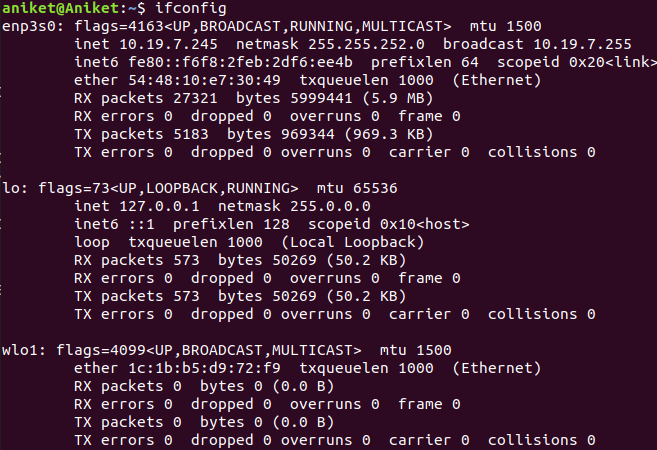 aniket@Aniket:~$ ifconfig
enp3s0: flags=4163<UP,BROADCAST,RUNNING,MULTICAST>  mtu 1500
        inet 10.19.7.245  netmask 255.255.252.0  broadcast 10.19.7.255
        inet6 fe80::f6f8:2feb:2df6:ee4b  prefixlen 64  scopeid 0x20<link>
        ether 54:48:10:e7:30:49  txqueuelen 1000  (Ethernet)
        RX packets 27321  bytes 5999441 (5.9 MB)
        RX errors 0  dropped 0  overruns 0  frame 0
        TX packets 5183  bytes 969344 (969.3 KB)
        TX errors 0  dropped 0 overruns 0  carrier 0  collisions 0

lo: flags=73<UP,LOOPBACK,RUNNING>  mtu 65536
        inet 127.0.0.1  netmask 255.0.0.0
        inet6 ::1  prefixlen 128  scopeid 0x10<host>
        loop  txqueuelen 1000  (Local Loopback)
        RX packets 573  bytes 50269 (50.2 KB)
        RX errors 0  dropped 0  overruns 0  frame 0
        TX packets 573  bytes 50269 (50.2 KB)
        TX errors 0  dropped 0 overruns 0  carrier 0  collisions 0

wlo1: flags=4099<UP,BROADCAST,MULTICAST>  mtu 1500
        ether 1c:1b:b5:d9:72:f9  txqueuelen 1000  (Ethernet)
        RX packets 0  bytes 0 (0.0 B)
        RX errors 0  dropped 0  overruns 0  frame 0
        TX packets 0  bytes 0 (0.0 B)
        TX errors 0  dropped 0 overruns 0  carrier 0  collisions 0